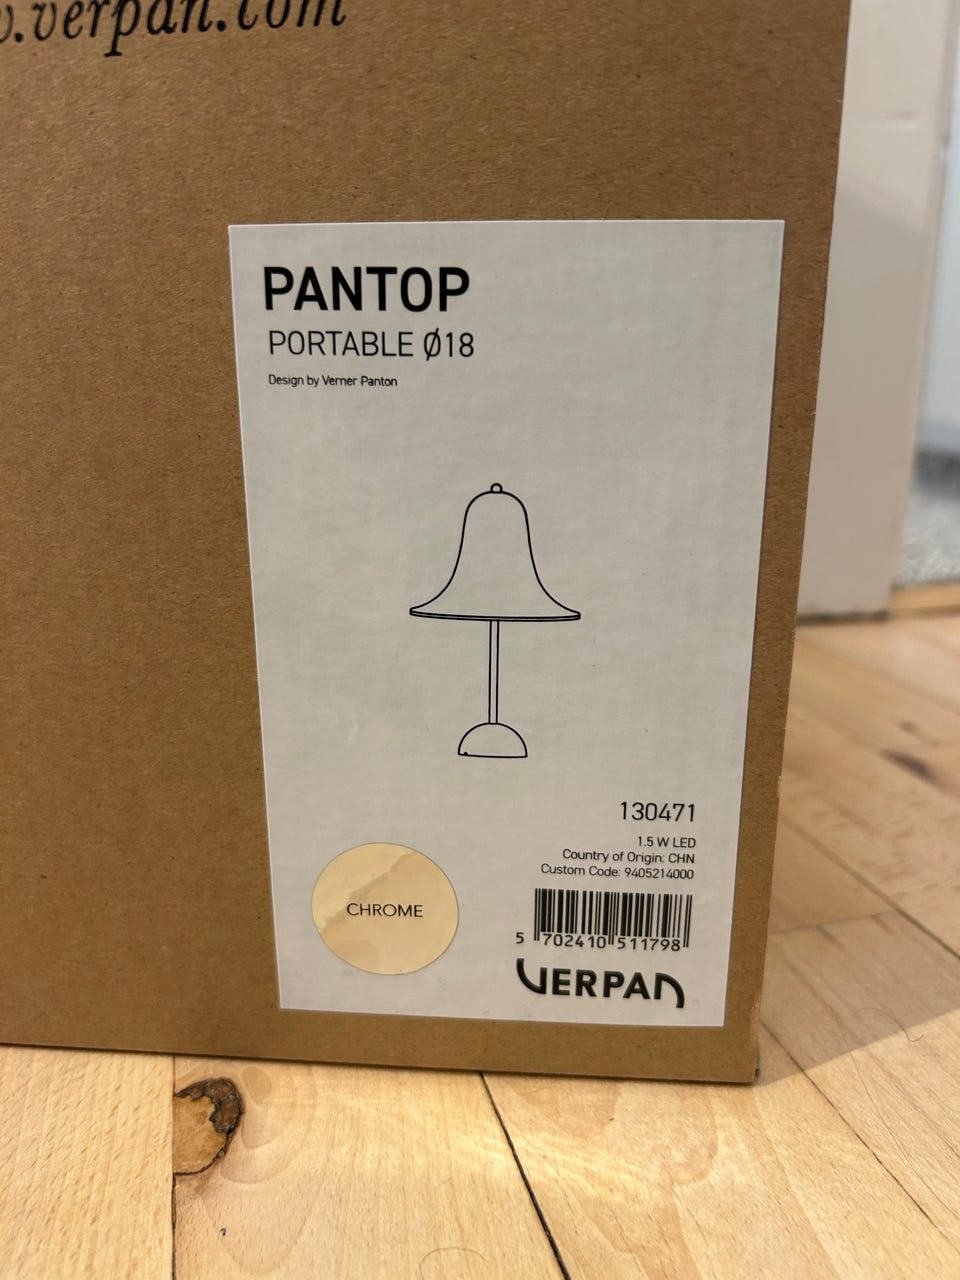 .verpan.com
PANTOP
PORTABLE Ø18
Design by Verner Panton
130471
1.5 W LED
Country of Origin: CHN
Custom Code: 9405214000
CHROME
5 702410 511798
VERPAN